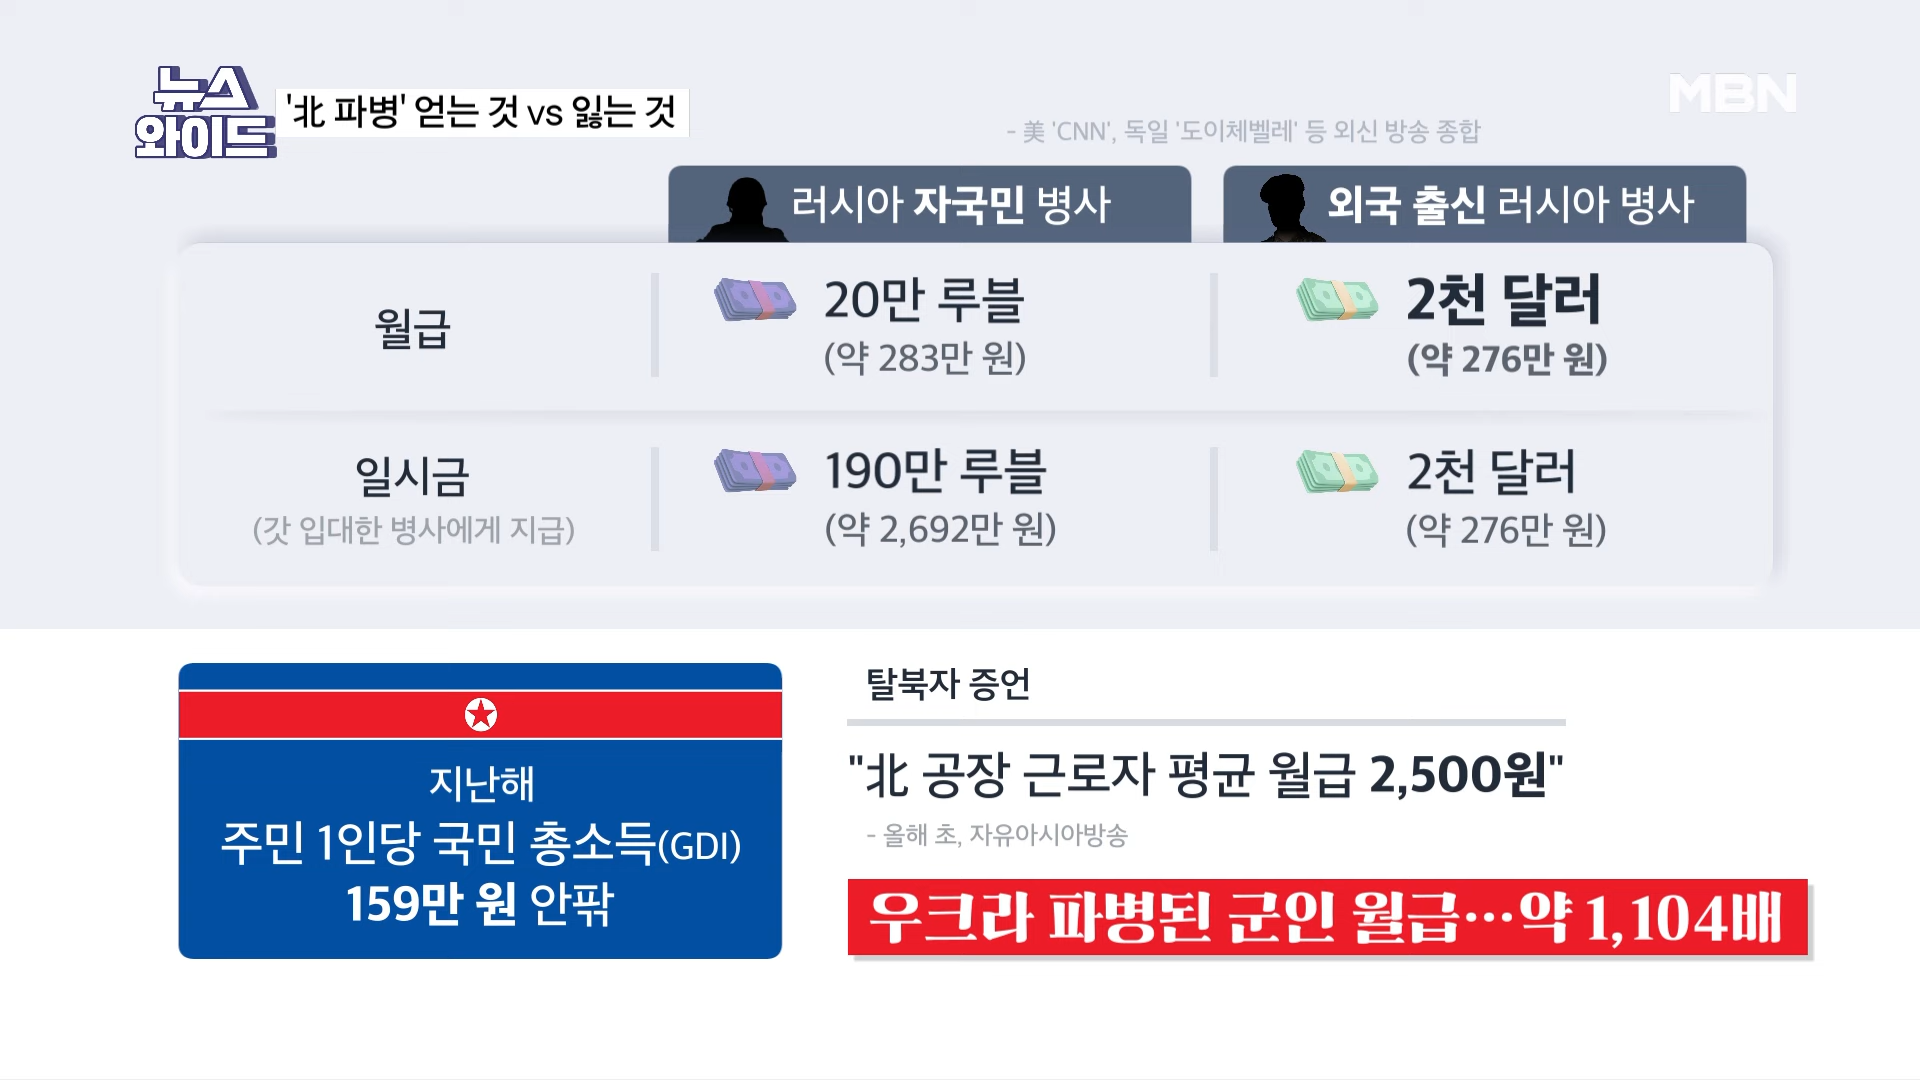 뉴스
와이드
'北 파병' 얻는 것 vs 잃는 것
MBN
- 美 'CNN', 독일 '도이체벨레' 등 외신 방송 종합
러시아 자국민 병사
외국 출신 러시아 병사
월급
20만 루블
(약 283만 원)
2천 달러
(약 276만 원)
일시금
(갓 입대한 병사에게 지급)
190만 루블
(약 2,692만 원)
2천 달러
(약 276만 원)
지난해
주민 1인당 국민 총소득(GDI)
159만 원 안팎
탈북자 증언
"北 공장 근로자 평균 월급 2,500원"
- 올해 초, 자유아시아방송
우크라 파병된 군인 월급…약 1,104배